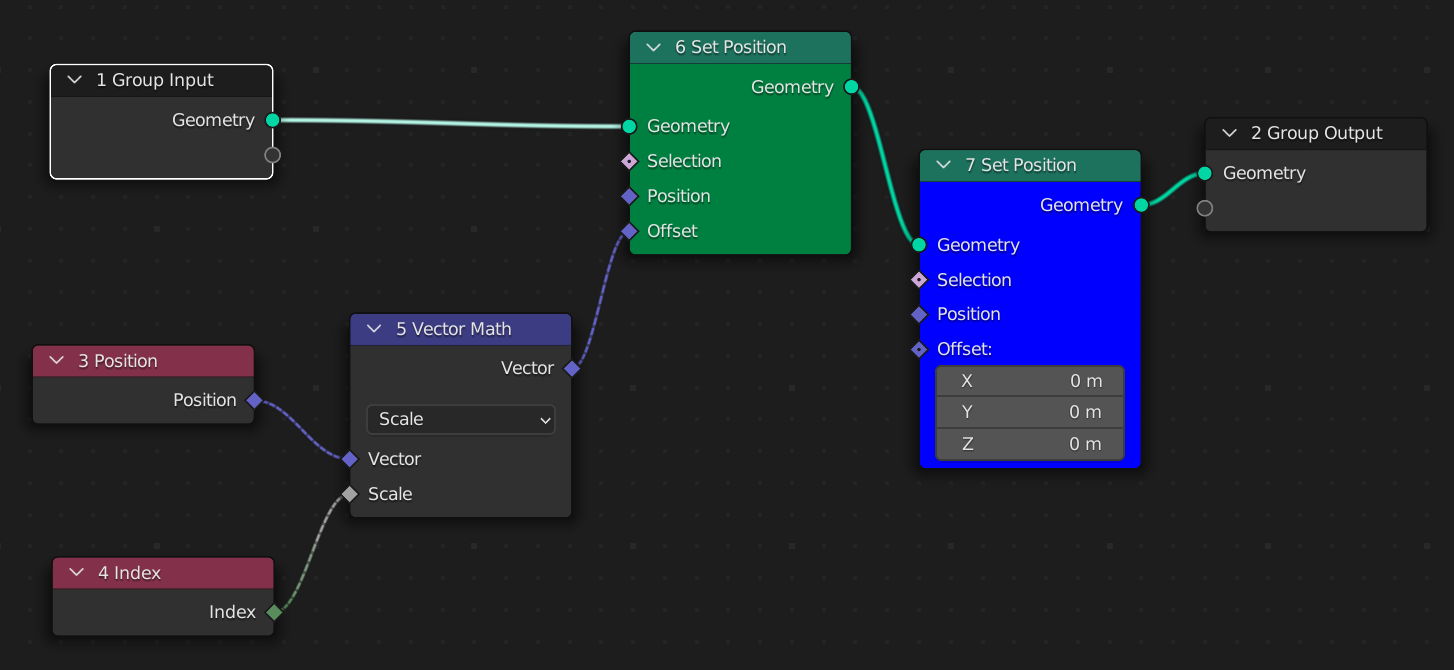 1 Group Input
Geometry
6 Set Position
Geometry
Geometry
Selection
Position
Offset
7 Set Position
Geometry
Geometry
Selection
Position
Offset:
X 0 m
Y 0 m
Z 0 m
2 Group Output
Geometry
3 Position
Position
5 Vector Math
Vector
Scale
Vector
Scale
4 Index
Index